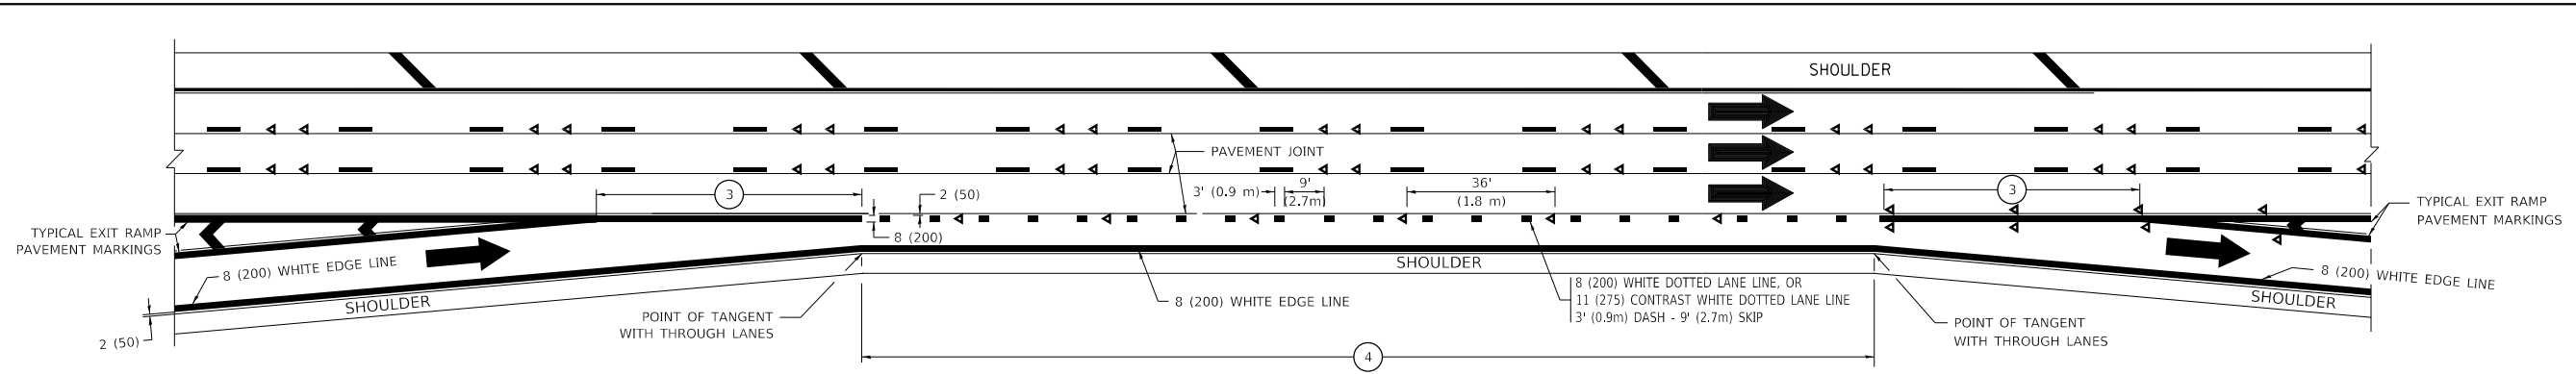 SHOULDER
PAVEMENT JOINT
3
2 (50)
3' (0.9 m)
9'
(2.7m)
36'
(1.8 m)
3
TYPICAL EXIT RAMP
PAVEMENT MARKINGS
TYPICAL EXIT RAMP
PAVEMENT MARKINGS
8 (200)
8 (200) WHITE EDGE LINE
SHOULDER
SHOULDER
8 (200) WHITE EDGE LINE
SHOULDER
8 (200) WHITE EDGE LINE
8 (200) WHITE DOTTED LANE LINE, OR
11 (275) CONTRAST WHITE DOTTED LANE LINE
3' (0.9m) DASH - 9' (2.7m) SKIP
POINT OF TANGENT
WITH THROUGH LANES
POINT OF TANGENT
WITH THROUGH LANES
2 (50)
4